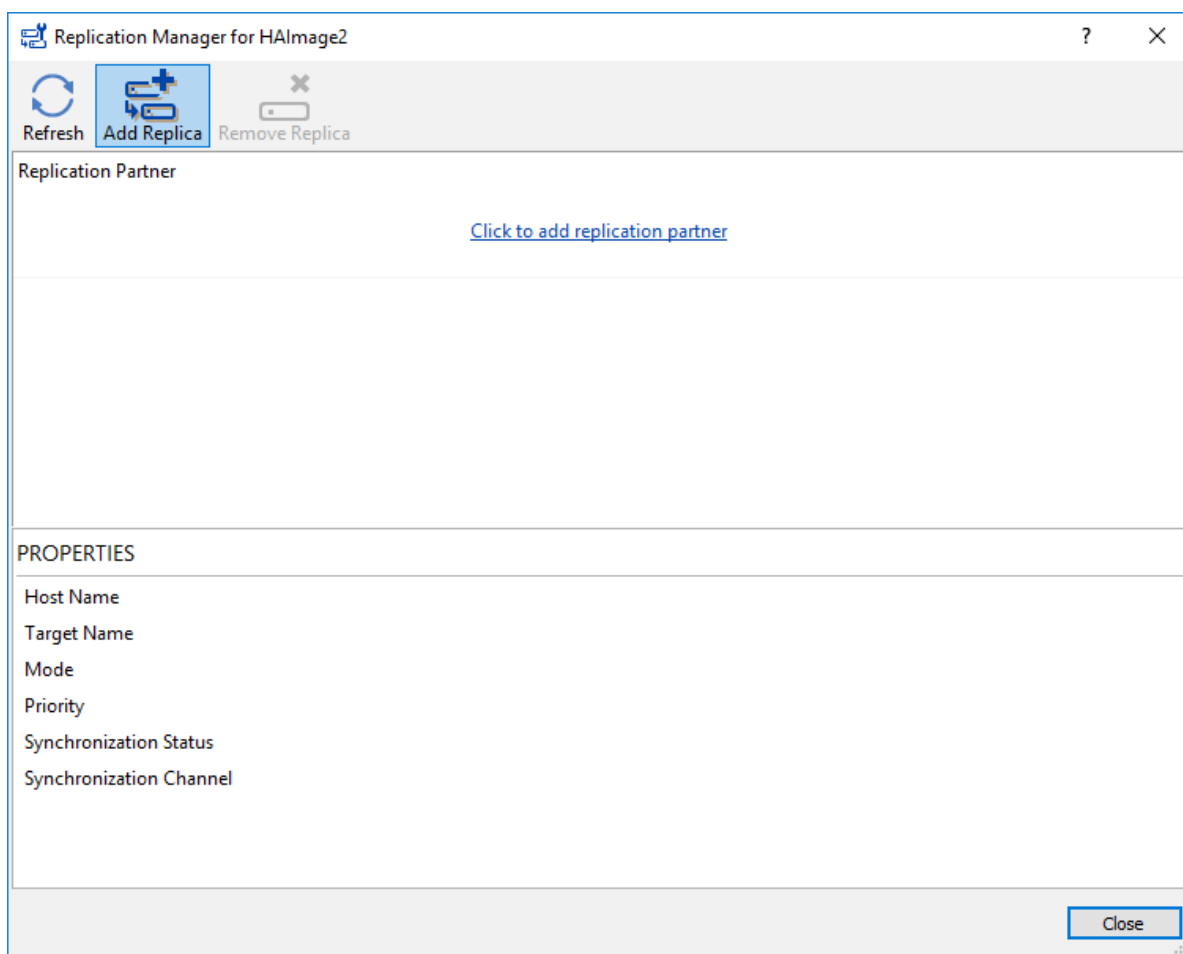 Replication Manager for HAImage2
?
Refresh Add Replica Remove Replica
Replication Partner
Click to add replication partner
PROPERTIES
Host Name
Target Name
Mode
Priority
Synchronization Status
Synchronization Channel
Close